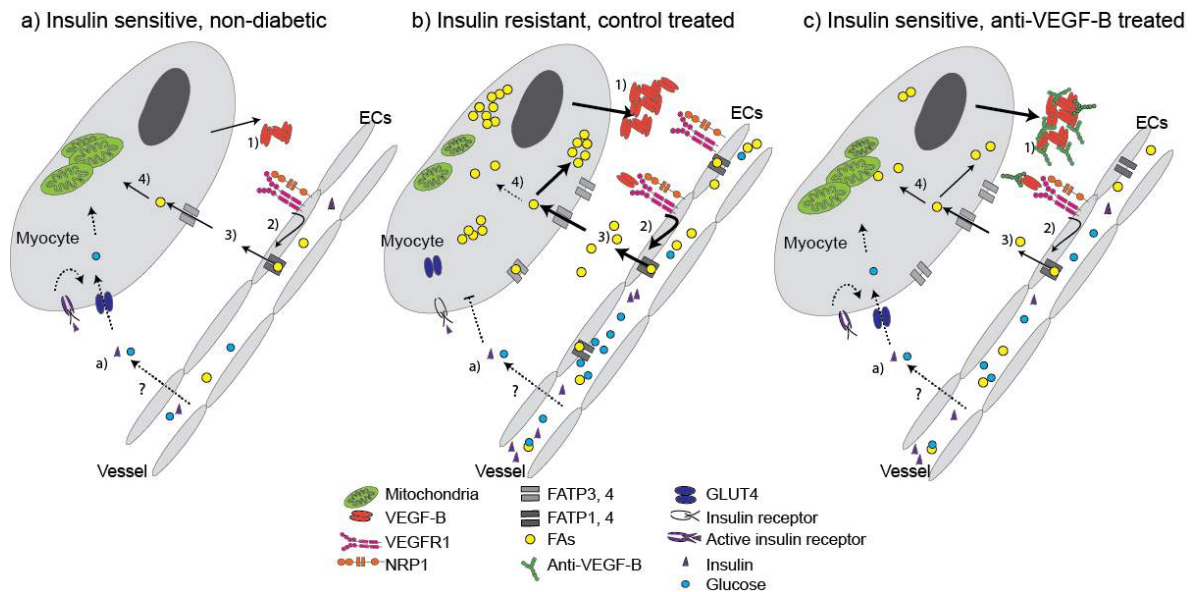 a) Insulin sensitive, non-diabetic
b) Insulin resistant, control treated
c) Insulin sensitive, anti-VEGF-B treated
1)
ECs
4)
2)
3)
Myocyte
a)
?
Vessel
1)
ECs
4)
2)
3)
Myocyte
a)
?
Vessel
1)
ECs
4)
2)
3)
Myocyte
a)
?
Vessel
Mitochondria
VEGF-B
VEGFR1
NRP1
FATP3, 4
FATP1, 4
FAs
Anti-VEGF-B
GLUT4
Insulin receptor
Active insulin receptor
Insulin
Glucose